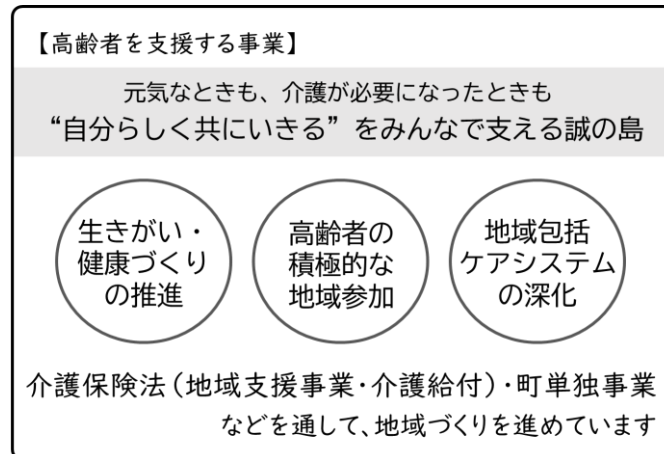 【高齢者を支援する事業】
元気なときも、介護が必要になったときも
“自分らしく共にいきる”をみんなで支える誠の島
生きがい・
健康づくり
の推進
高齢者の
積極的な
地域参加
地域包括
ケアシステム
の深化
介護保険法(地域支援事業・介護給付)・町単独事業
などを通して、地域づくりを進めています